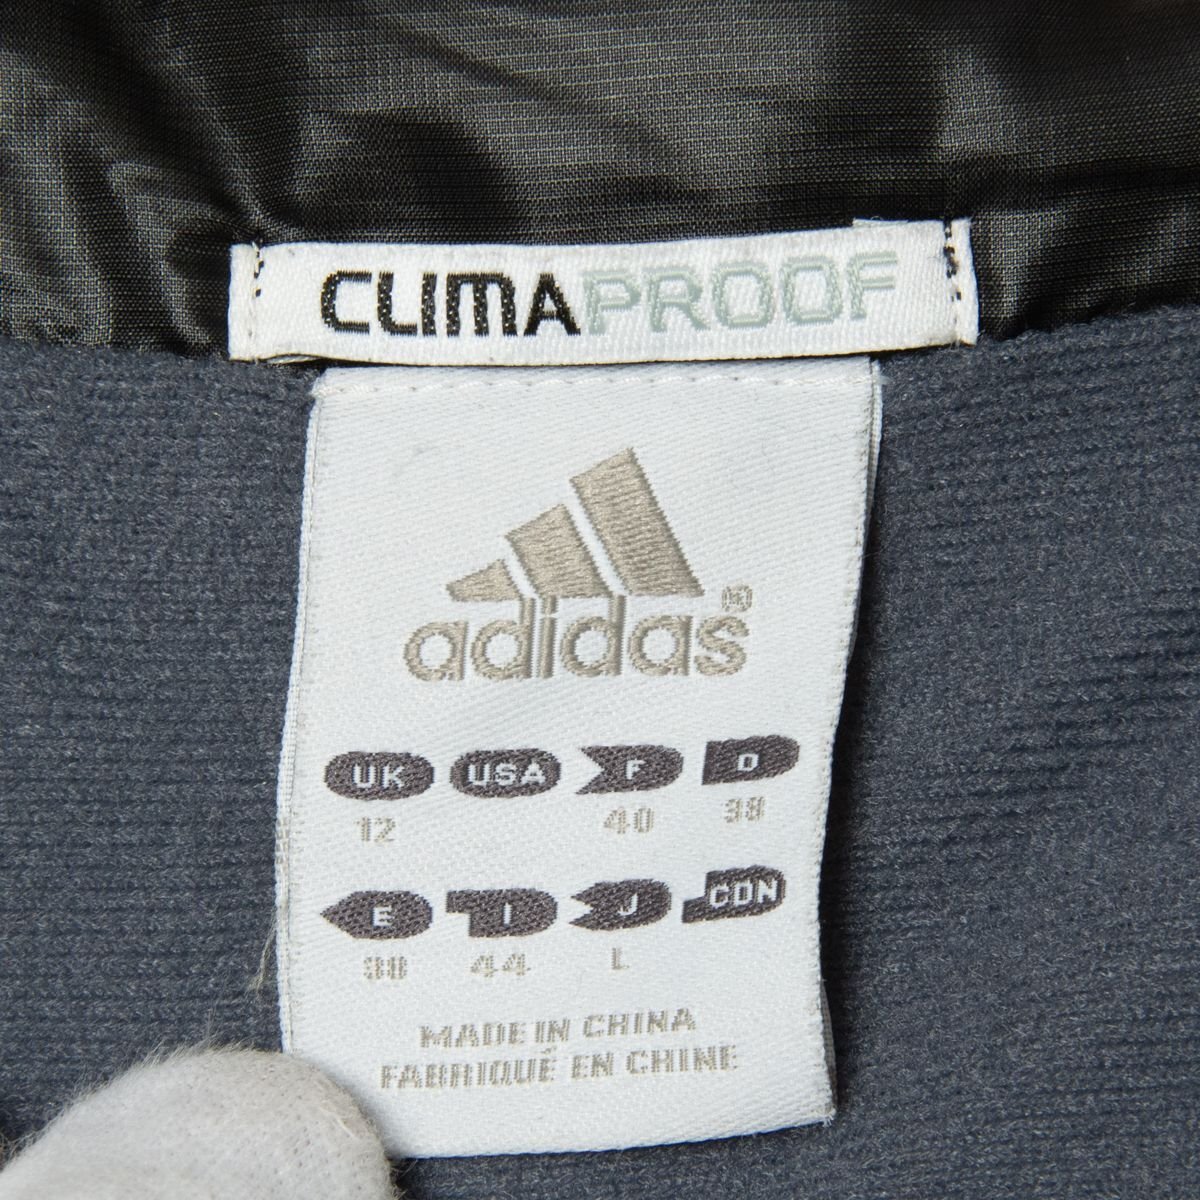 CLIMAPROOF
adidas®
UK USA F D
12 40 38
E I J CDN
38 44 L
MADE IN CHINA
FABRIQUÉ EN CHINE